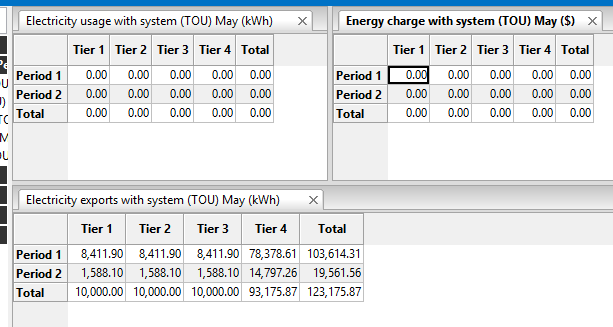 Electricity usage with system (TOU) May (kWh)
Tier 1 Tier 2 Tier 3 Tier 4 Total
Period 1 0.00 0.00 0.00 0.00 0.00
Period 2 0.00 0.00 0.00 0.00 0.00
Total 0.00 0.00 0.00 0.00 0.00
Energy charge with system (TOU) May ($)
Tier 1 Tier 2 Tier 3 Tier 4 Total
Period 1 0.00 0.00 0.00 0.00 0.00
Period 2 0.00 0.00 0.00 0.00 0.00
Total 0.00 0.00 0.00 0.00 0.00
Electricity exports with system (TOU) May (kWh)
Tier 1 Tier 2 Tier 3 Tier 4 Total
Period 1 8,411.90 8,411.90 8,411.90 78,378.61 103,614.31
Period 2 1,588.10 1,588.10 1,588.10 14,797.26 19,561.56
Total 10,000.00 10,000.00 10,000.00 93,175.87 123,175.87